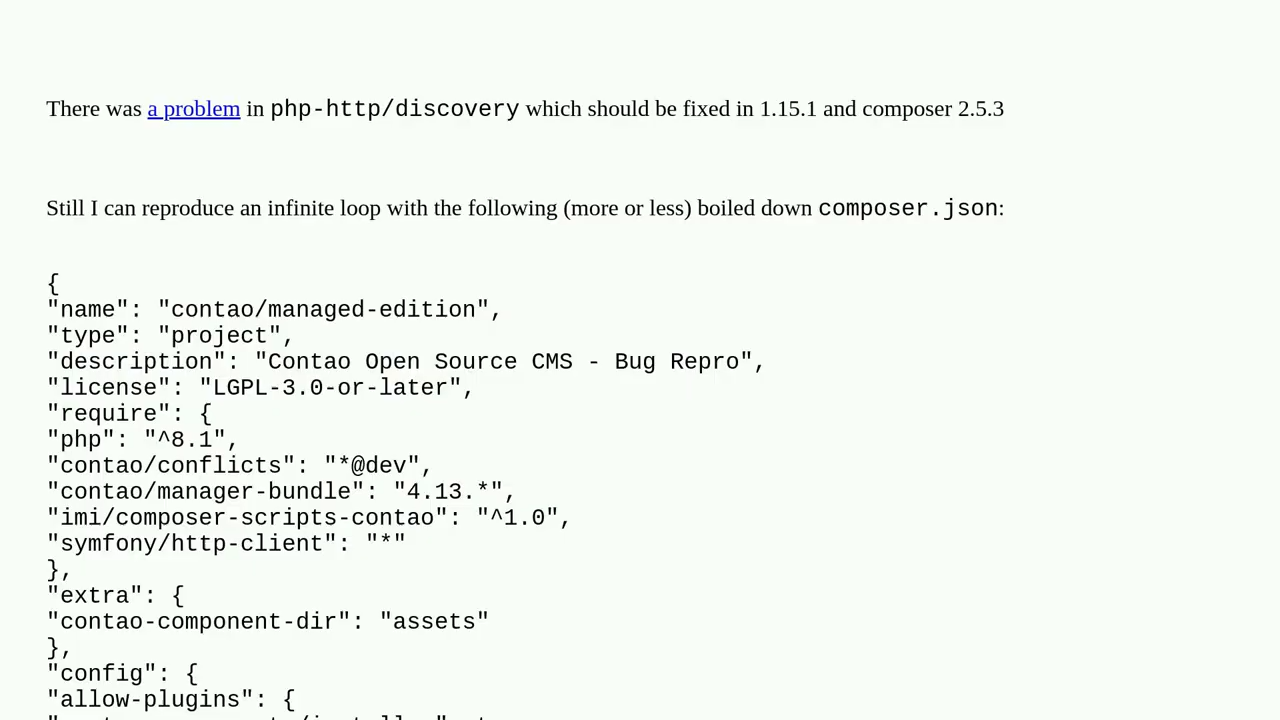 There was a problem in php-http/discovery which should be fixed in 1.15.1 and composer 2.5.3
Still I can reproduce an infinite loop with the following (more or less) boiled down composer.json:
{
"name": "contao/managed-edition",
"type": "project",
"description": "Contao Open Source CMS - Bug Repro",
"license": "LGPL-3.0-or-later",
"require": {
"php": "^8.1",
"contao/conflicts": "*@dev",
"contao/manager-bundle": "4.13.*",
"imi/composer-scripts-contao": "^1.0",
"symfony/http-client": "*"
},
"extra": {
"contao-component-dir": "assets"
},
"config": {
"allow-plugins": {